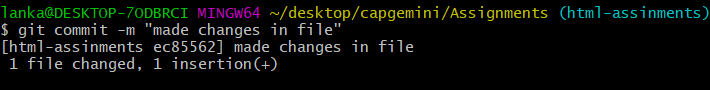 lanka@DESKTOP-7ODBRCI MINGW64 ~/desktop/capgemini/Assignments (html-assinments)
$ git commit -m "made changes in file"
[html-assinments ec85562] made changes in file
 1 file changed, 1 insertion(+)